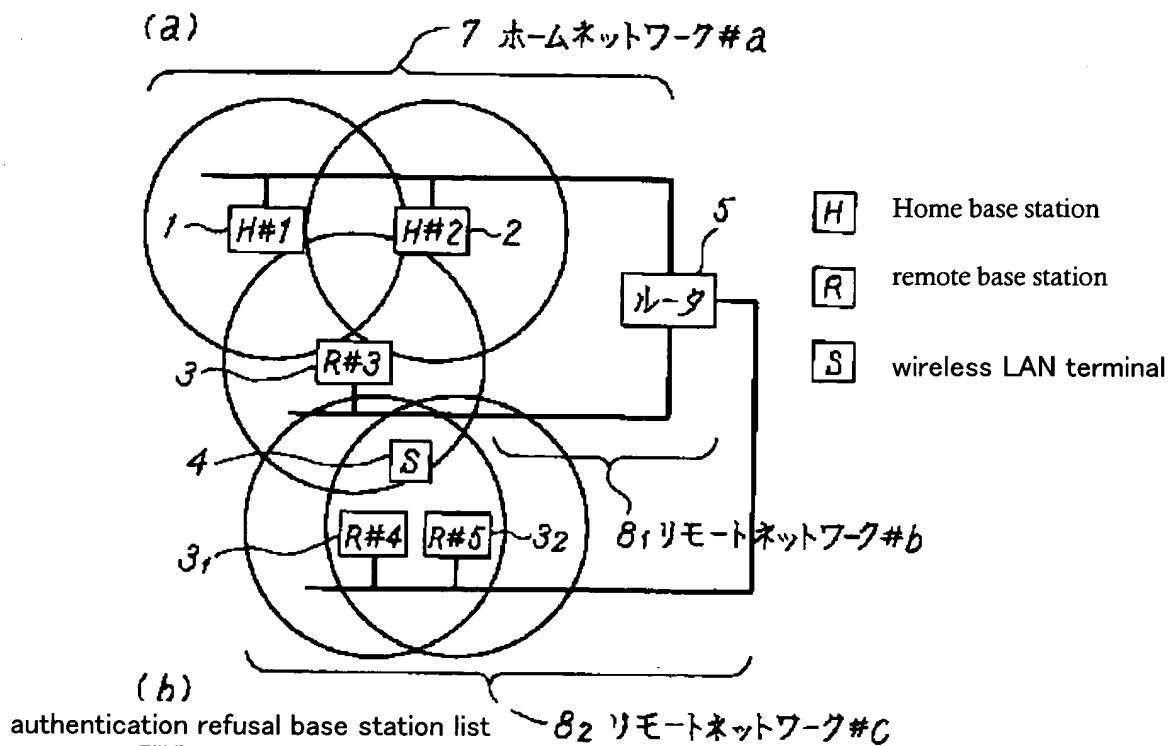 (a)
7 ホームネットワーク#a
1
H#1
H#2
2
5
ルータ
H Home base station
R remote base station
S wireless LAN terminal
3
R#3
4
S
8₁ リモートネットワーク#b
3₁
R#4
R#5
3₂
8₂ リモートネットワーク#c
(b)
authentication refusal base station list